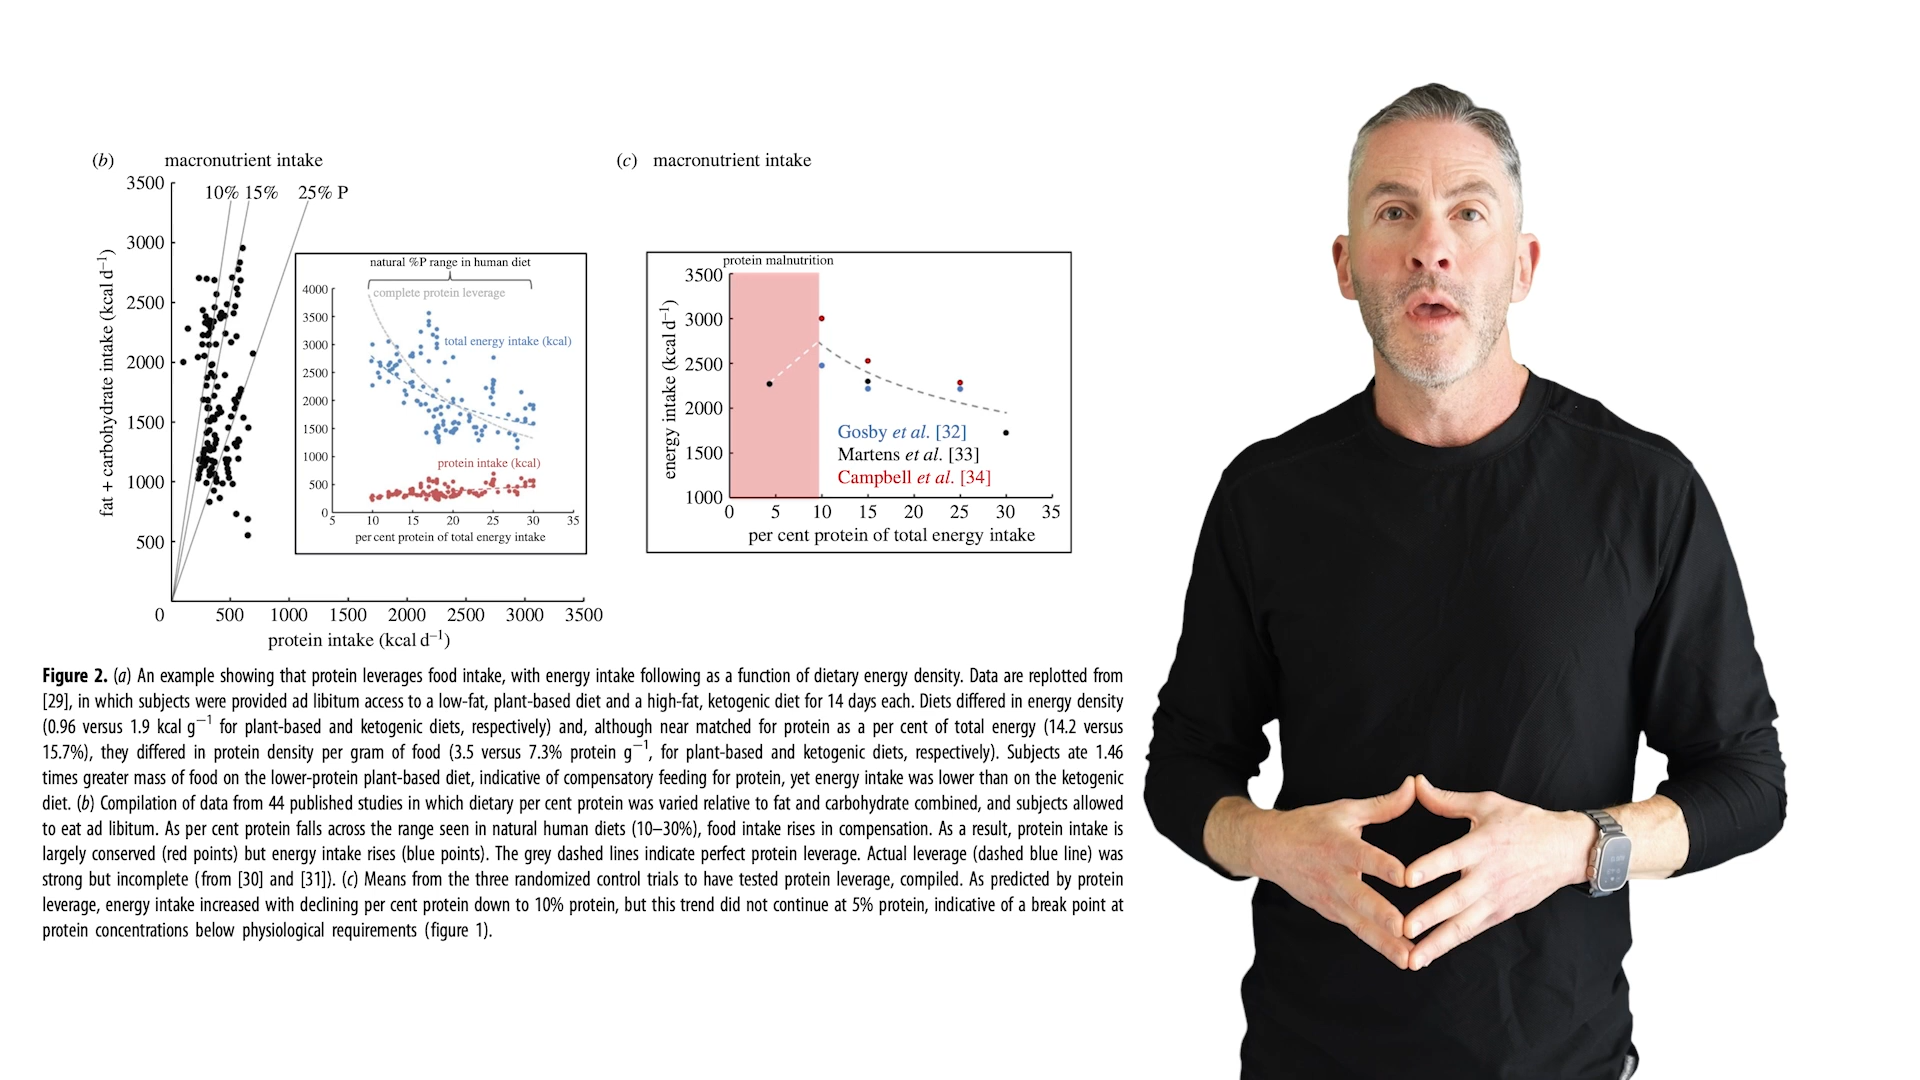 (b) macronutrient intake
3500
10% 15% 25% P
3000
2500
2000
1500
1000
500
0 500 1000 1500 2000 2500 3000 3500
fat + carbohydrate intake (kcal d−1)
protein intake (kcal d−1)
natural %P range in human diet
complete protein leverage
4000
3500
3000
2500
2000
1500
1000
500
0
total energy intake (kcal)
protein intake (kcal)
5 10 15 20 25 30 35
per cent protein of total energy intake
(c) macronutrient intake
protein malnutrition
3500
3000
2500
2000
1500
1000
energy intake (kcal d−1)
Gosby et al. [32]
Martens et al. [33]
Campbell et al. [34]
0 5 10 15 20 25 30 35
per cent protein of total energy intake
Figure 2. (a) An example showing that protein leverages food intake, with energy intake following as a function of dietary energy density. Data are replotted from
[29], in which subjects were provided ad libitum access to a low-fat, plant-based diet and a high-fat, ketogenic diet for 14 days each. Diets differed in energy density
(0.96 versus 1.9 kcal g−1 for plant-based and ketogenic diets, respectively) and, although near matched for protein as a per cent of total energy (14.2 versus
15.7%), they differed in protein density per gram of food (3.5 versus 7.3% protein g−1, for plant-based and ketogenic diets, respectively). Subjects ate 1.46
times greater mass of food on the lower-protein plant-based diet, indicative of compensatory feeding for protein, yet energy intake was lower than on the ketogenic
diet. (b) Compilation of data from 44 published studies in which dietary per cent protein was varied relative to fat and carbohydrate combined, and subjects allowed
to eat ad libitum. As per cent protein falls across the range seen in natural human diets (10–30%), food intake rises in compensation. As a result, protein intake is
largely conserved (red points) but energy intake rises (blue points). The grey dashed lines indicate perfect protein leverage. Actual leverage (dashed blue line) was
strong but incomplete (from [30] and [31]). (c) Means from the three randomized control trials to have tested protein leverage, compiled. As predicted by protein
leverage, energy intake increased with declining per cent protein down to 10% protein, but this trend did not continue at 5% protein, indicative of a break point at
protein concentrations below physiological requirements (figure 1).